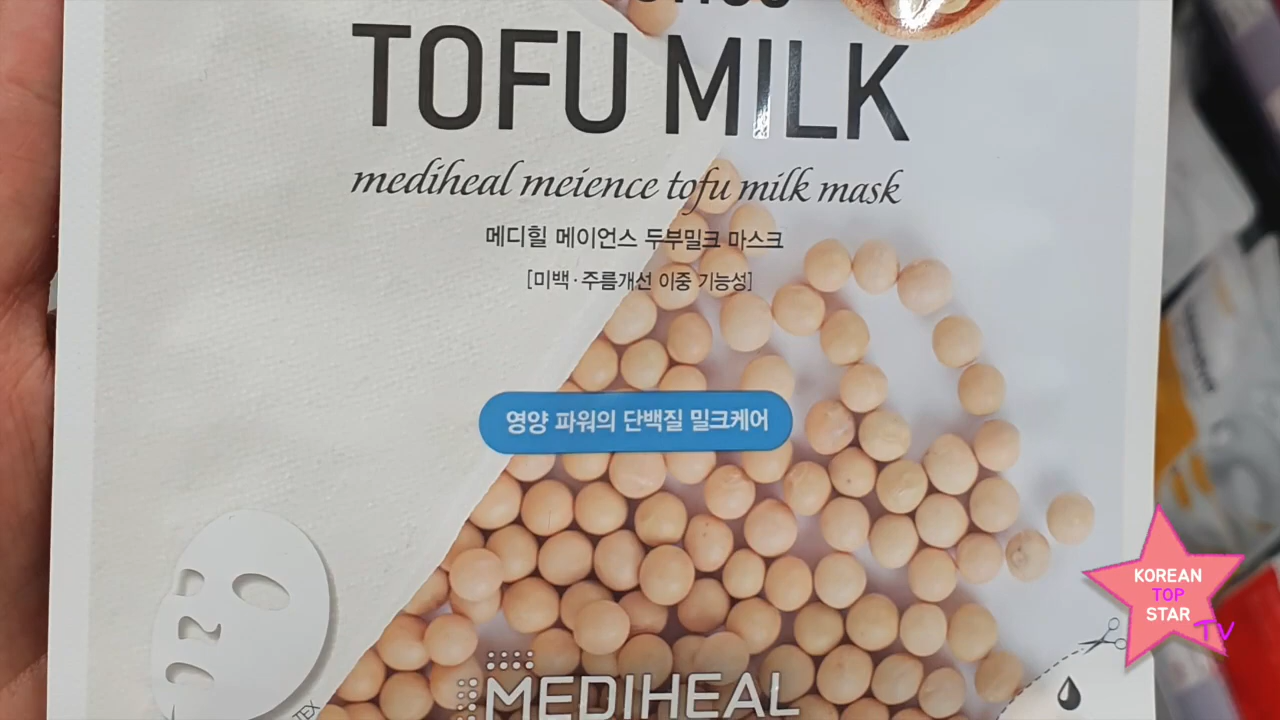 TOFU MILK
mediheal meience tofu milk mask
메디힐 메이언스 두부밀크 마스크
[미백·주름개선 이중 기능성]
영양 파워의 단백질 밀크케어
MEDIHEAL
TEX
KOREAN
TOP
STAR
TV